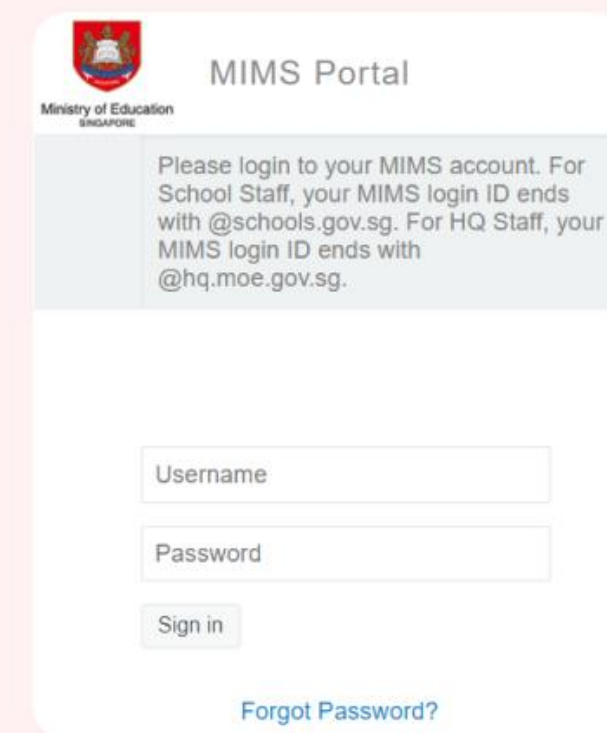 MIMS Portal
Ministry of Education
SINGAPORE
Please login to your MIMS account. For
School Staff, your MIMS login ID ends
with @schools.gov.sg. For HQ Staff, your
MIMS login ID ends with
@hq.moe.gov.sg.
Username
Password
Sign in
Forgot Password?